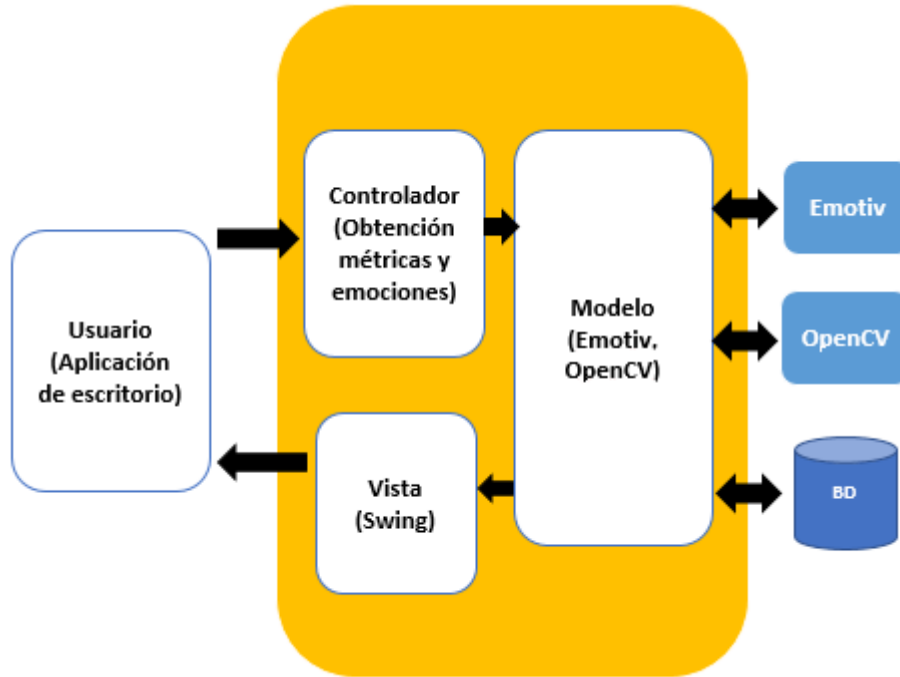 Usuario
(Aplicación
de escritorio)
Controlador
(Obtención
métricas y
emociones)
Vista
(Swing)
Modelo
(Emotiv,
OpenCV)
Emotiv
OpenCV
BD